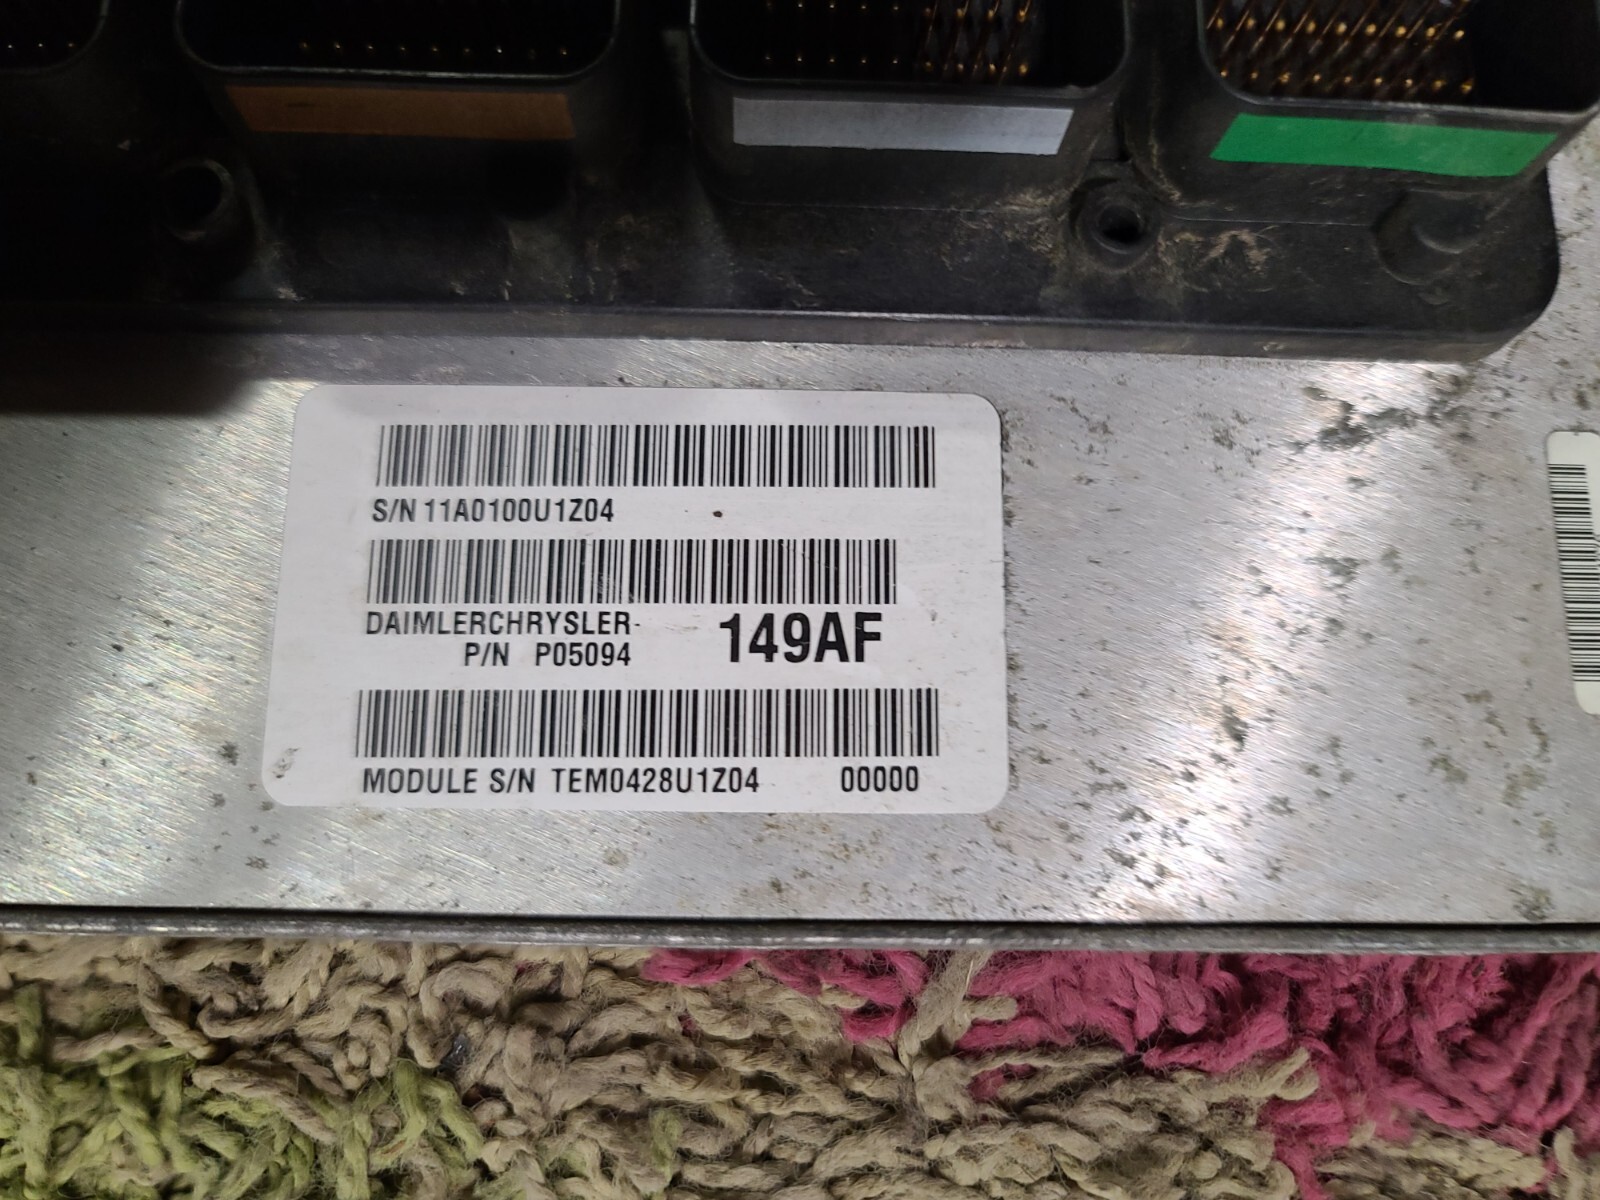 S/N 11A0100U1Z04
DAIMLERCHRYSLER-
P/N P05094 149AF
MODULE S/N TEM0428U1Z04 00000